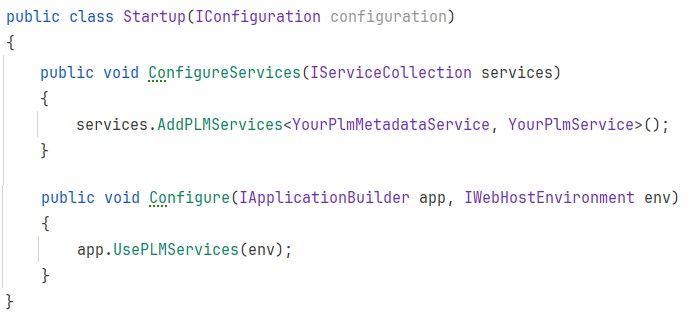 public class Startup(IConfiguration configuration)
{
    public void ConfigureServices(IServiceCollection services)
    {
        services.AddPLMServices<YourPlmMetadataService, YourPlmService>();
    }

    public void Configure(IApplicationBuilder app, IWebHostEnvironment env)
    {
        app.UsePLMServices(env);
    }
}